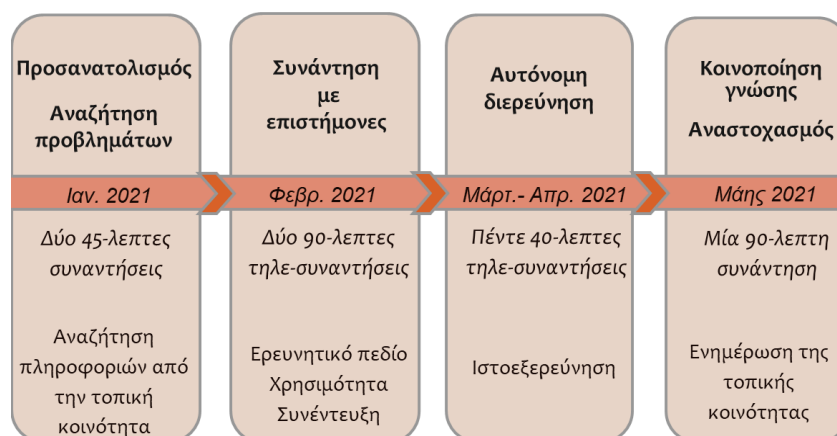 Προσανατολισμός
Αναζήτηση
προβλημάτων
Ιαν. 2021
Δύο 45-λεπτες
συναντήσεις
Αναζήτηση
πληροφοριών από
την τοπική
κοινότητα
Συνάντηση
με
επιστήμονες
Φεβρ. 2021
Δύο 90-λεπτες
τηλε-συναντήσεις
Ερευνητικό πεδίο
Χρησιμότητα
Συνέντευξη
Αυτόνομη
διερεύνηση
Μάρτ.- Απρ. 2021
Πέντε 40-λεπτες
τηλε-συναντήσεις
Ιστοεξερεύνηση
Κοινοποίηση
γνώσης
Αναστοχασμός
Μάης 2021
Μία 90-λεπτη
συνάντηση
Ενημέρωση της
τοπικής
κοινότητας